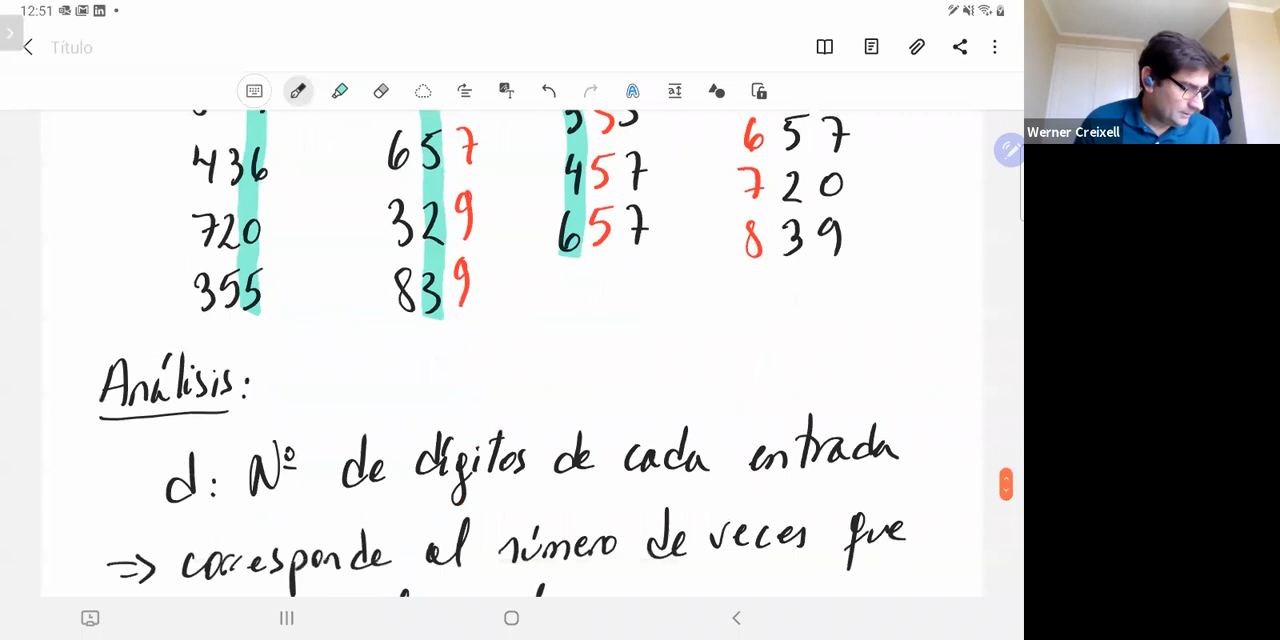 12:51
Título
Werner Creixell
657
436 657 457 720
720 329 657 839
355 839
Análisis:
d: Nº de dígitos de cada entrada
⇒ corresponde al número de veces que